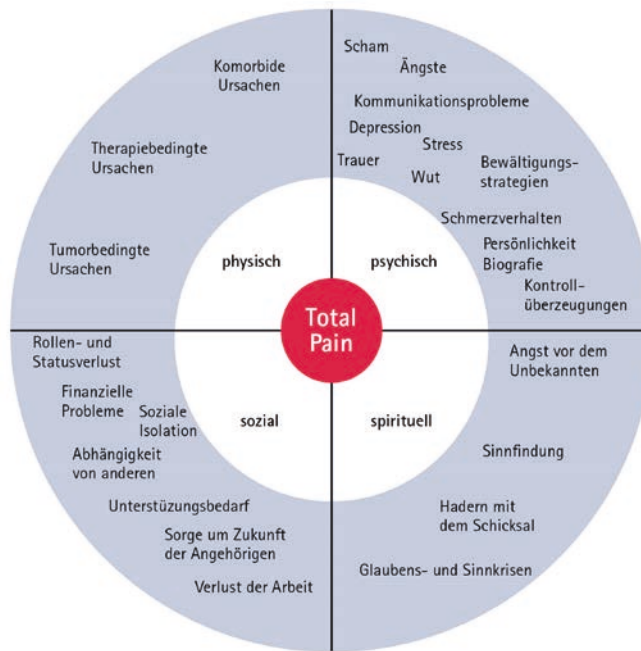 Komorbide
Ursachen
Therapiebedingte
Ursachen
Tumorbedingte
Ursachen
physisch
Scham
Ängste
Kommunikationsprobleme
Depression
Stress
Trauer
Wut
Bewältigungs-
strategien
Schmerzverhalten
Persönlichkeit
Biografie
Kontroll-
überzeugungen
psychisch
Total
Pain
Rollen- und
Statusverlust
Finanzielle
Probleme
Soziale
Isolation
Abhängigkeit
von anderen
Unterstüzungsbedarf
Sorge um Zukunft
der Angehörigen
Verlust der Arbeit
sozial
spirituell
Angst vor dem
Unbekannten
Sinnfindung
Hadern mit
dem Schicksal
Glaubens- und Sinnkrisen